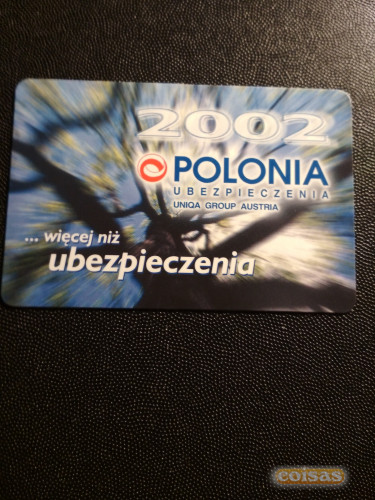 2002
POLONIA
UBEZPIECZENIA
UNIQA GROUP AUSTRIA
... więcej niż
ubezpieczenia
coisas